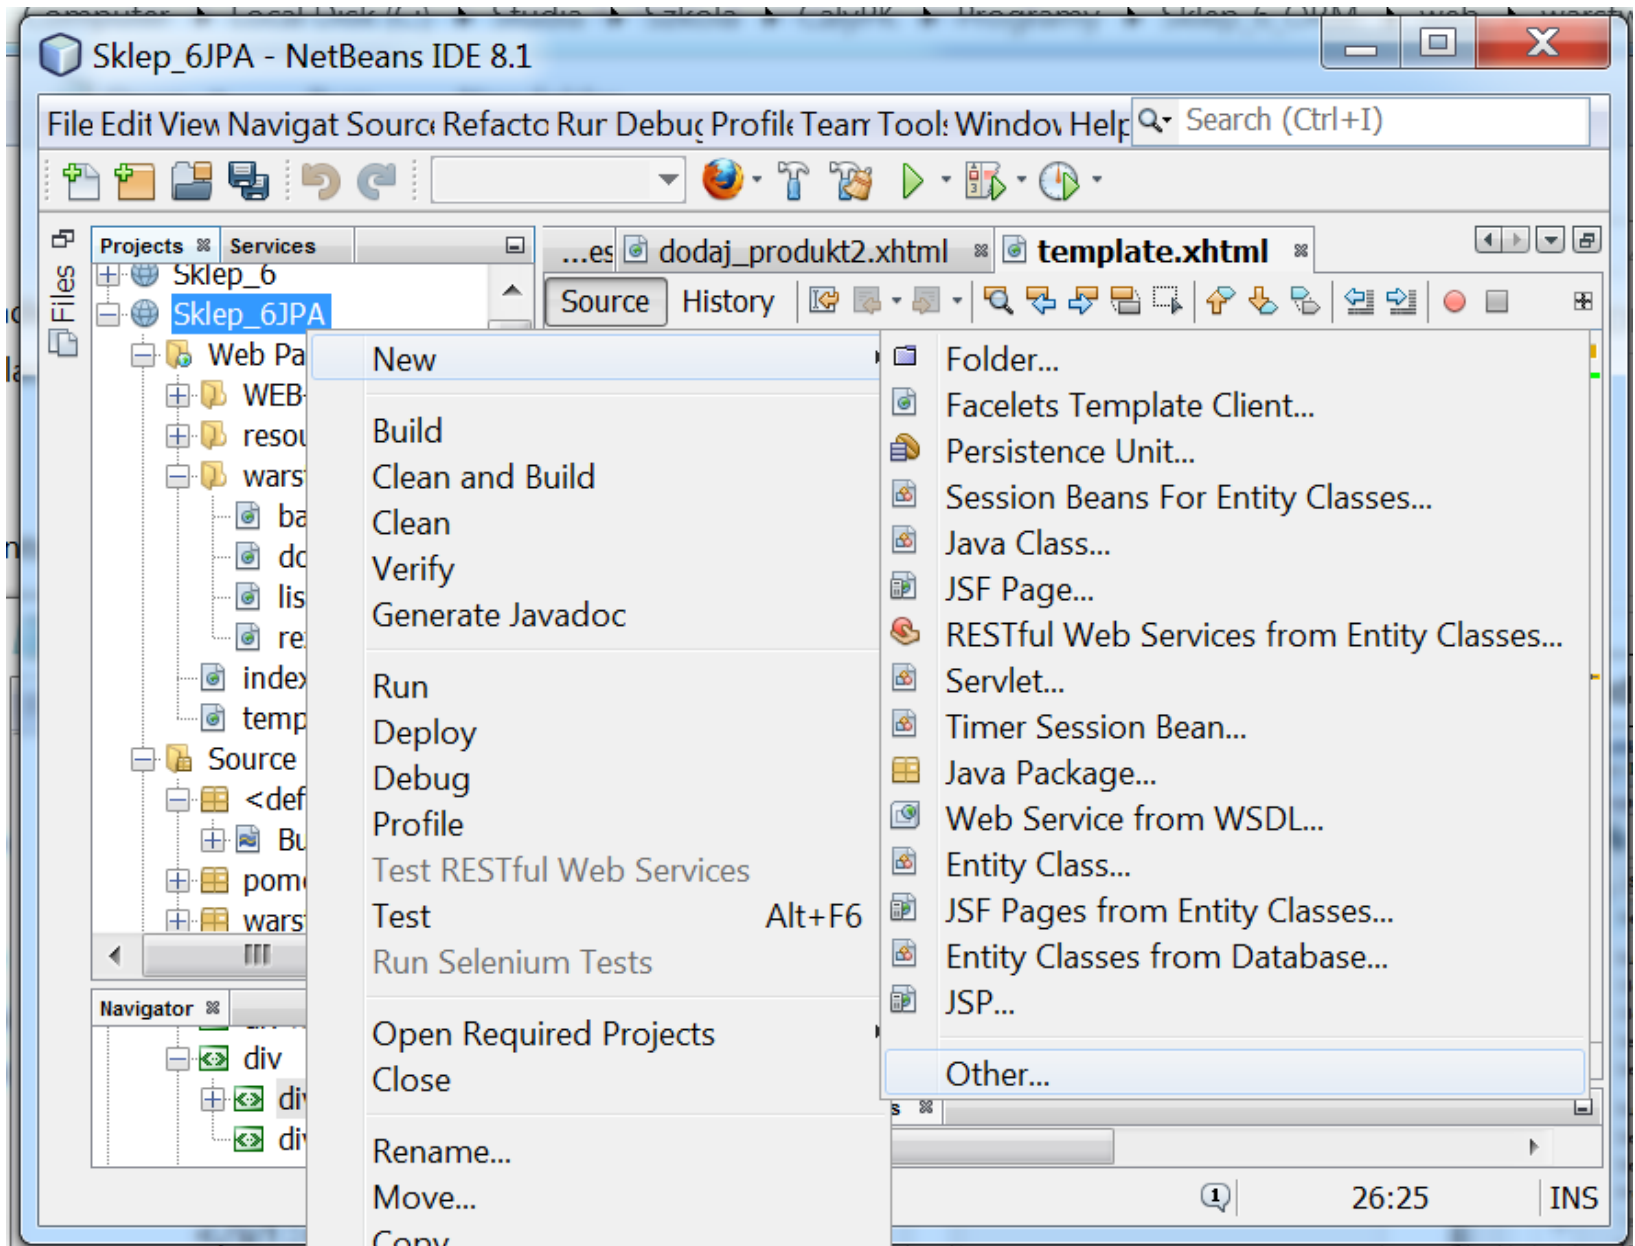 Sklep_6JPA - NetBeans IDE 8.1
File Edit View Navigat Source Refacto Run Debug Profile Team Tools Window Help Search (Ctrl+I)
Files
Projects Services
...es dodaj_produkt2.xhtml template.xhtml
Source History
Sklep_6
Sklep_6JPA
Web Pa
WEB-
resou
wars
ba
do
lis
re
index
temp
Source
<def
Bu
pom
wars
Navigator
div
div
div
New
Build
Clean and Build
Clean
Verify
Generate Javadoc
Run
Deploy
Debug
Profile
Test RESTful Web Services
Test Alt+F6
Run Selenium Tests
Open Required Projects
Close
Rename...
Move...
Copy
Folder...
Facelets Template Client...
Persistence Unit...
Session Beans For Entity Classes...
Java Class...
JSF Page...
RESTful Web Services from Entity Classes...
Servlet...
Timer Session Bean...
Java Package...
Web Service from WSDL...
Entity Class...
JSF Pages from Entity Classes...
Entity Classes from Database...
JSP...
Other...
26:25 INS